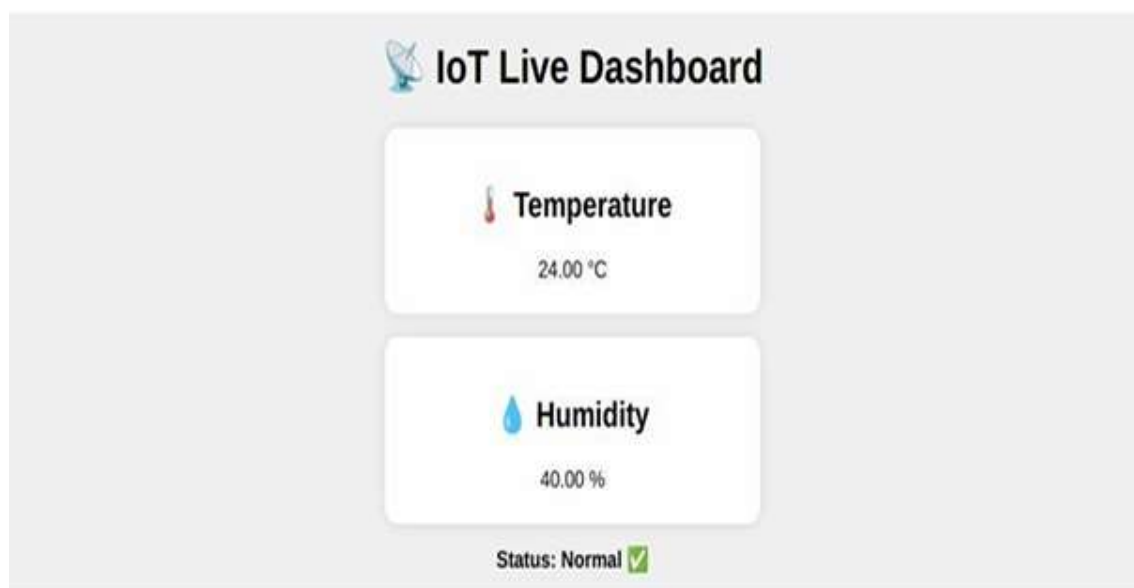 📡 IoT Live Dashboard
🌡️ Temperature
24.00 °C
💧 Humidity
40.00 %
Status: Normal ✅